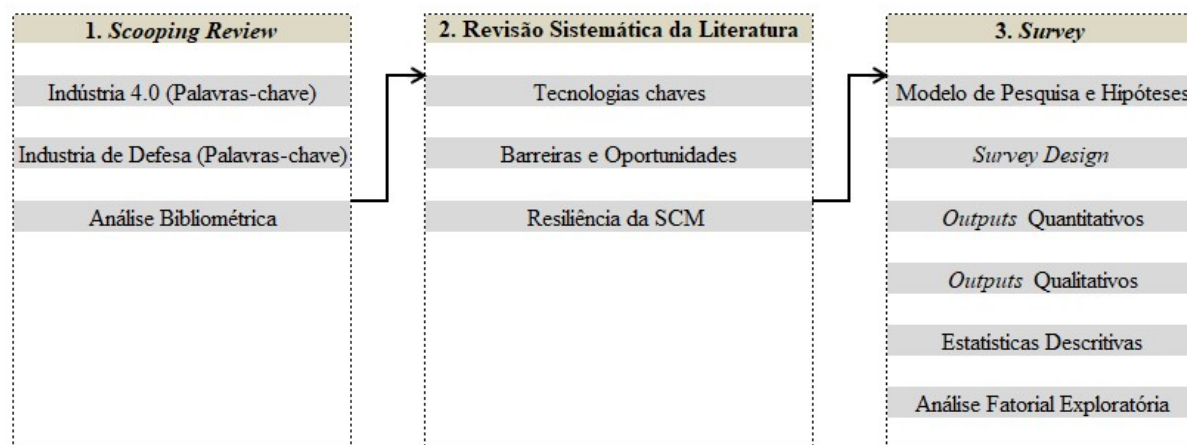 1. Scooping Review
Indústria 4.0 (Palavras-chave)
Industria de Defesa (Palavras-chave)
Análise Bibliométrica
2. Revisão Sistemática da Literatura
Tecnologias chaves
Barreiras e Oportunidades
Resiliência da SCM
3. Survey
Modelo de Pesquisa e Hipóteses
Survey Design
Outputs Quantitativos
Outputs Qualitativos
Estatísticas Descritivas
Análise Fatorial Exploratória